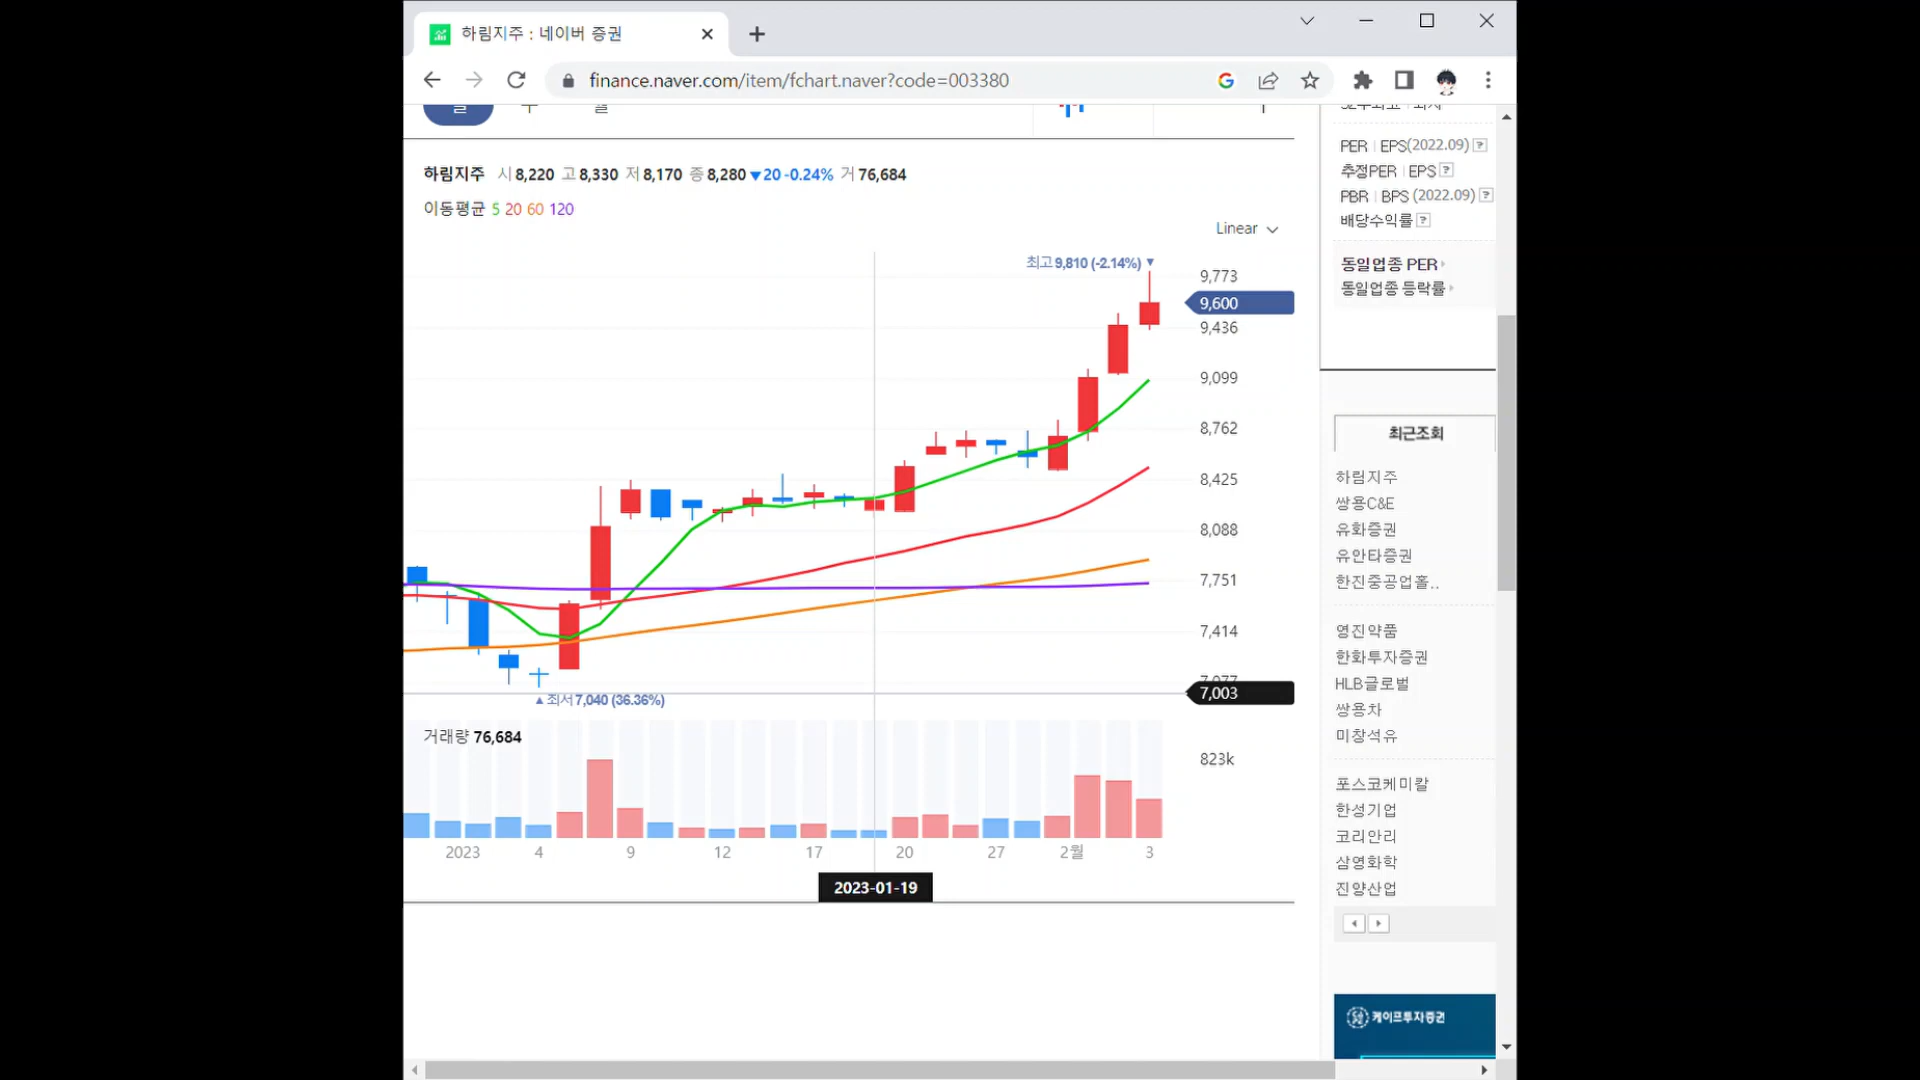 하림지주 : 네이버 증권
finance.naver.com/item/fchart.naver?code=003380
PER | EPS(2022.09) ?
추정PER | EPS ?
PBR | BPS (2022.09) ?
배당수익률 ?
동일업종 PER
동일업종 등락률
하림지주 시 8,220 고 8,330 저 8,170 종 8,280 ▼20 -0.24% 거 76,684
이동평균 5 20 60 120
Linear
최고 9,810 (-2.14%) ▼
9,773
9,600
9,436
9,099
8,762
8,425
8,088
7,751
7,414
7,003
▲최저 7,040 (36.36%)
거래량 76,684
823k
2023 4 9 12 17 20 27 2월 3
2023-01-19
최근조회
하림지주
쌍용C&E
유화증권
유안타증권
한진중공업홀..
영진약품
한화투자증권
HLB글로벌
쌍용차
미창석유
포스코케미칼
한성기업
코리안리
삼영화학
진양산업
케이프투자증권